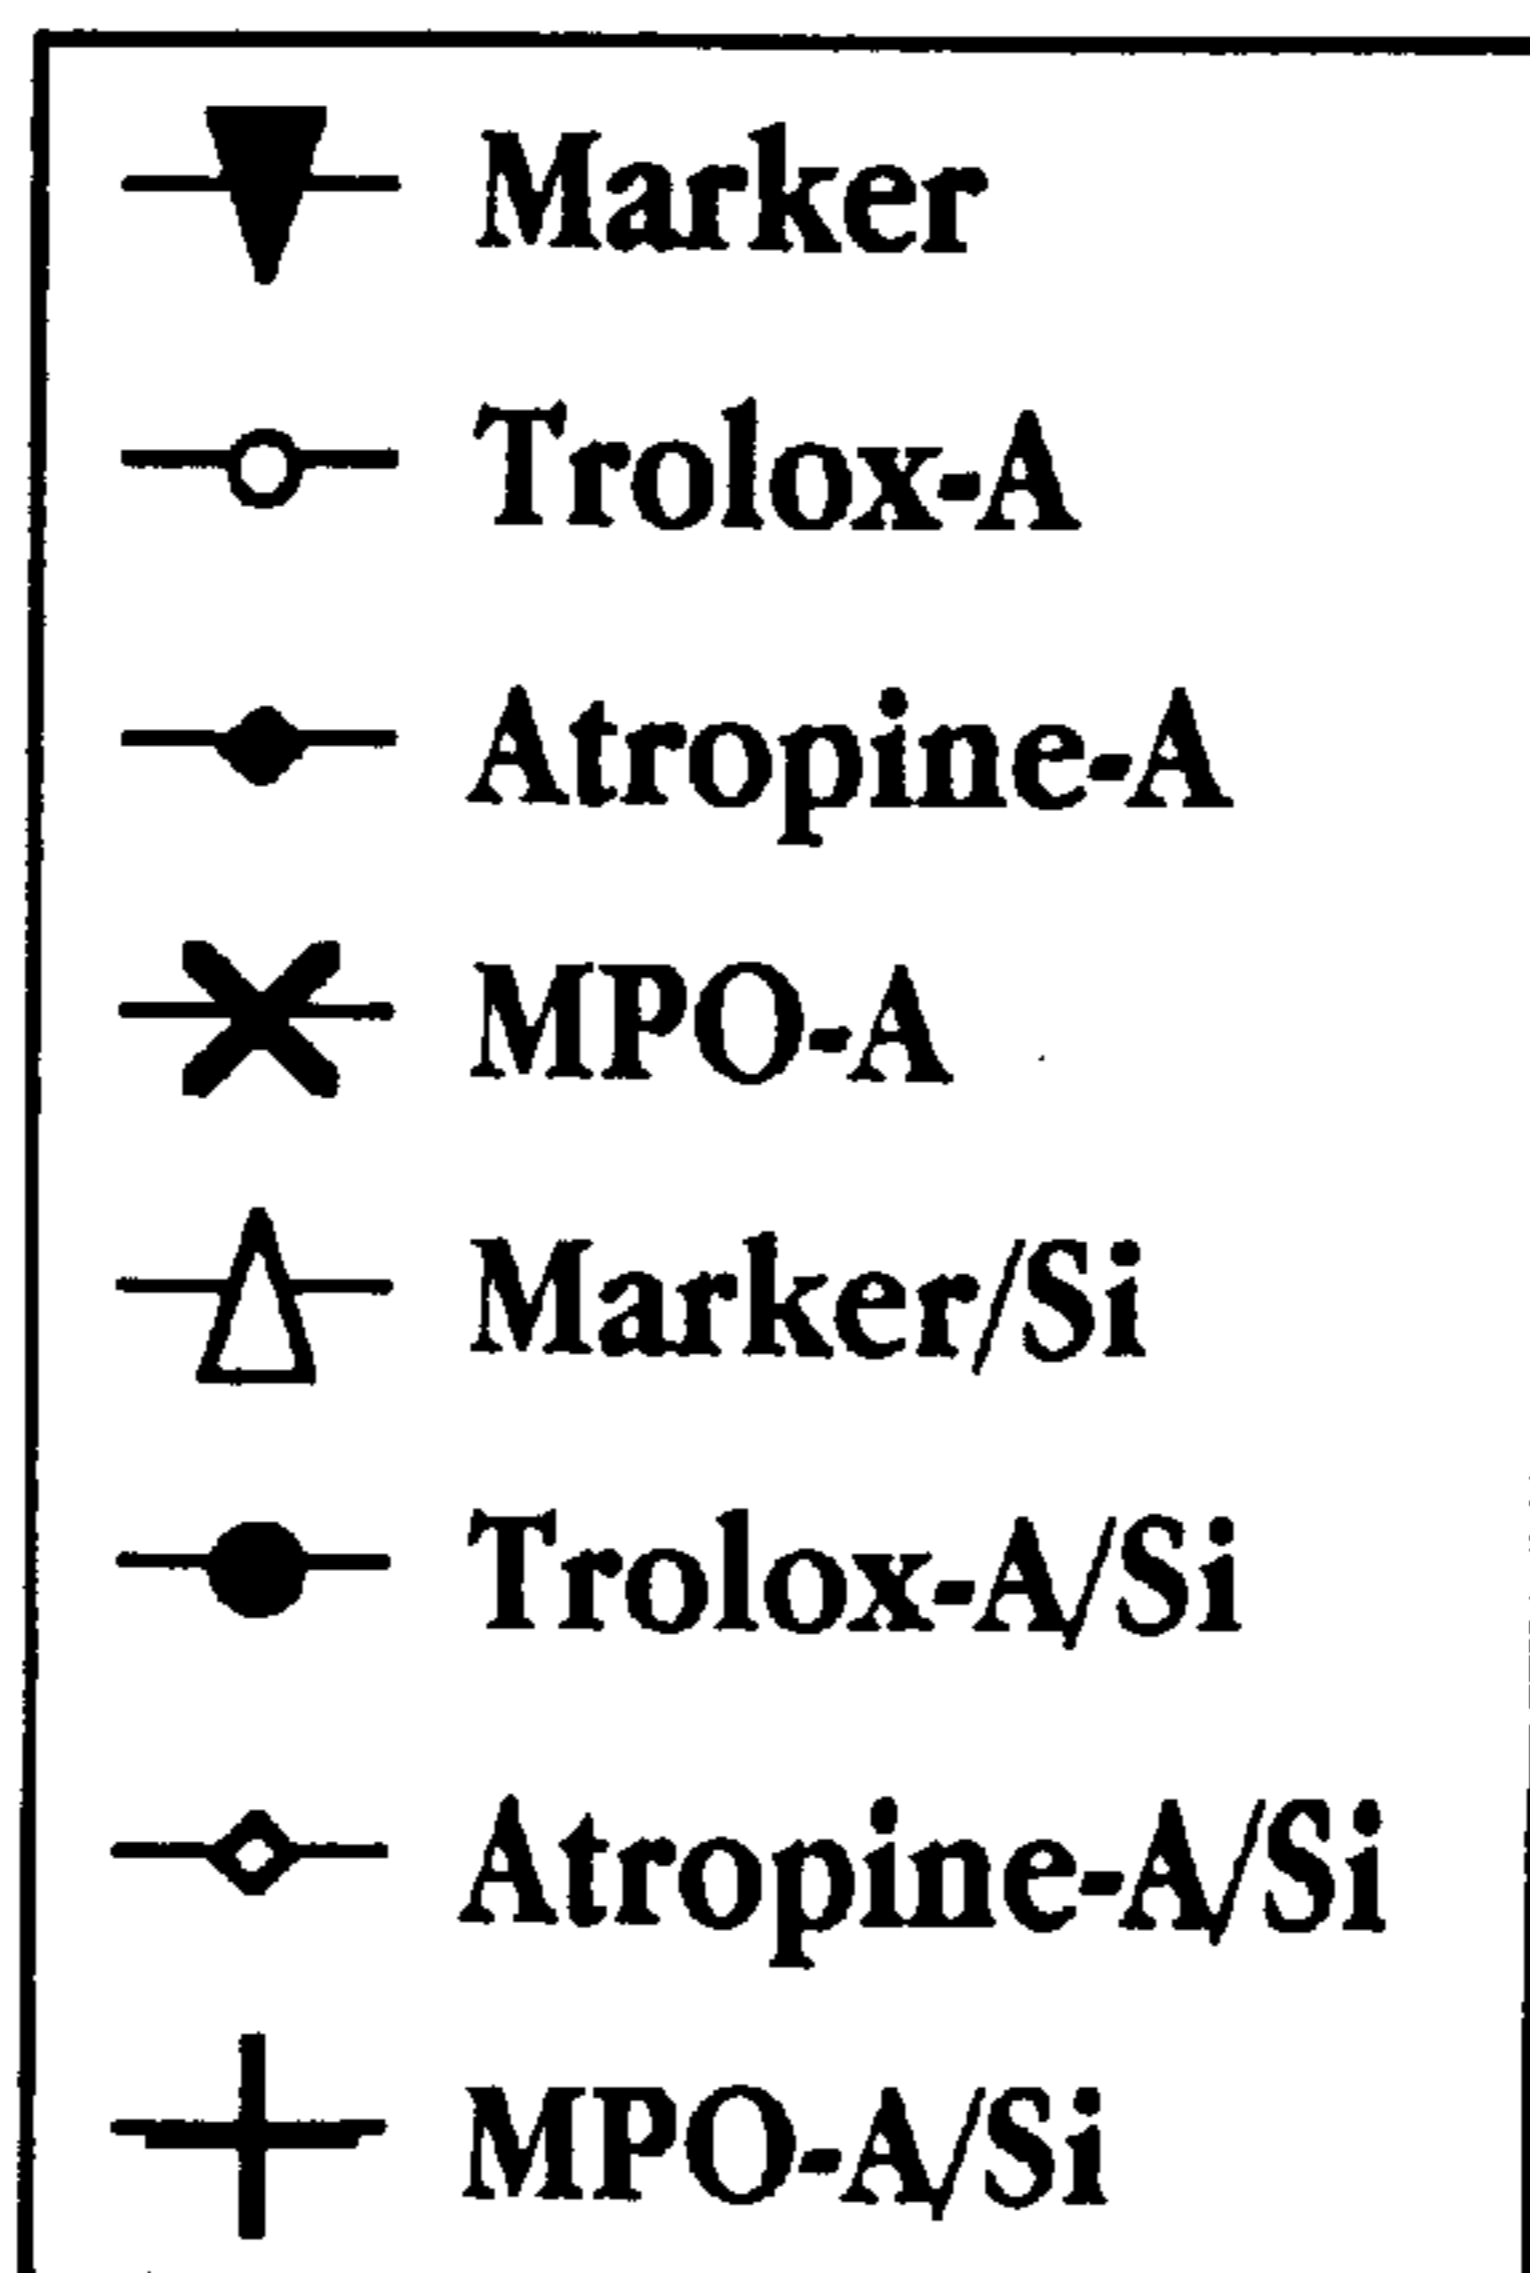 Marker
Trolox-A
Atropine-A
MPO-A
Marker/Si
Trolox-A/Si
Atropine-A/Si
MPO-A/Si